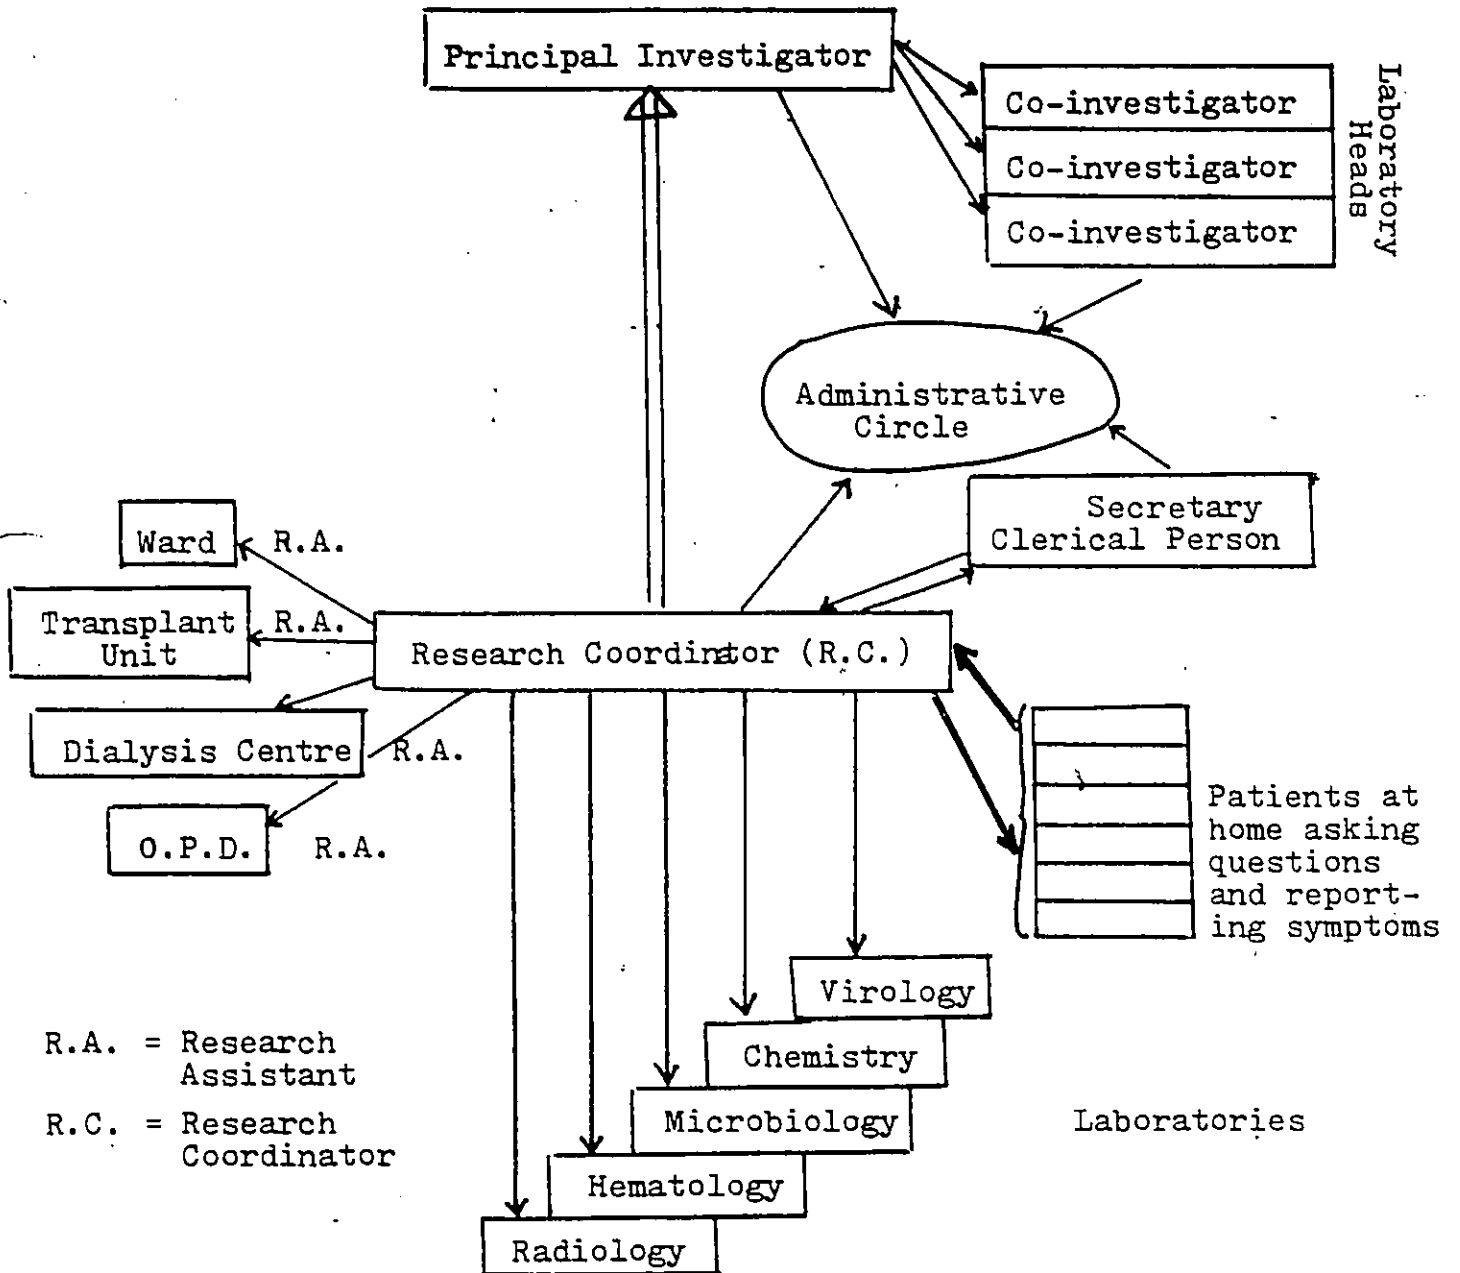 Principal Investigator
Co-investigator
Co-investigator
Co-investigator
Laboratory
Heads
Administrative
Circle
Secretary
Clerical Person
Ward
R.A.
Transplant
Unit
R.A.
Research Coordinator (R.C.)
Dialysis Centre
R.A.
O.P.D.
R.A.
Patients at
home asking
questions
and report-
ing symptoms
Virology
Chemistry
Microbiology
Hematology
Radiology
Laboratories
R.A. = Research
Assistant
R.C. = Research
Coordinator